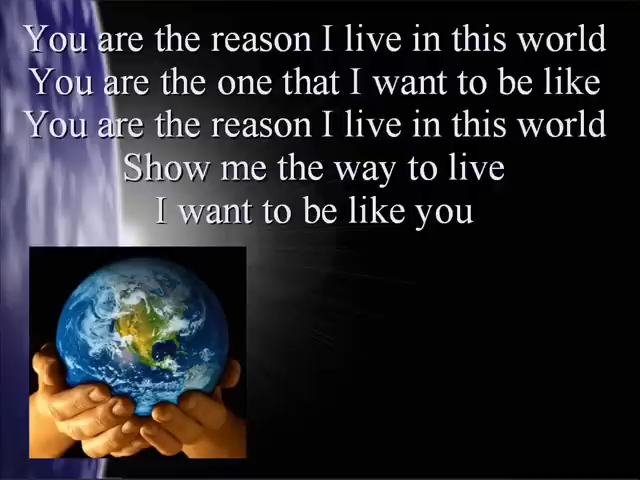 You are the reason I live in this world
You are the one that I want to be like
You are the reason I live in this world
Show me the way to live
I want to be like you